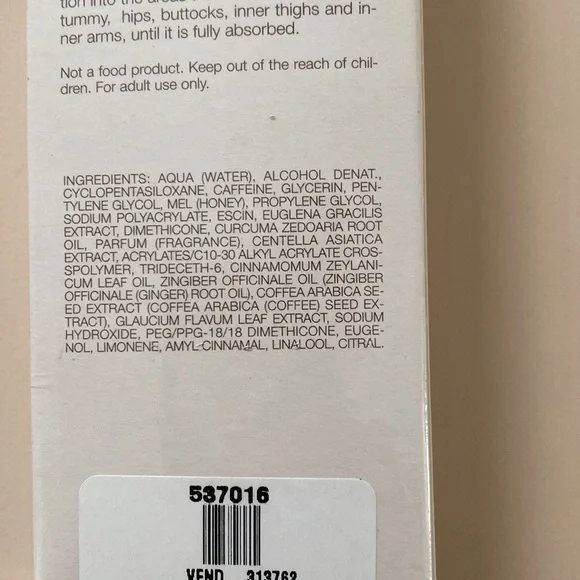 tion into the areas
tummy, hips, buttocks, inner thighs and in-
ner arms, until it is fully absorbed.
Not a food product. Keep out of the reach of chil-
dren. For adult use only.
INGREDIENTS: AQUA (WATER), ALCOHOL DENAT.,
CYCLOPENTASILOXANE, CAFFEINE, GLYCERIN, PEN-
TYLENE GLYCOL, MEL (HONEY), PROPYLENE GLYCOL,
SODIUM POLYACRYLATE, ESCIN, EUGLENA GRACILIS
EXTRACT, DIMETHICONE, CURCUMA ZEDOARIA ROOT
OIL, PARFUM (FRAGRANCE), CENTELLA ASIATICA
EXTRACT, ACRYLATES/C10-30 ALKYL ACRYLATE CROS-
SPOLYMER, TRIDECETH-6, CINNAMOMUM ZEYLANI-
CUM LEAF OIL, ZINGIBER OFFICINALE OIL (ZINGIBER
OFFICINALE (GINGER) ROOT OIL), COFFEA ARABICA SE-
ED EXTRACT (COFFEA ARABICA (COFFEE) SEED EX-
TRACT), GLAUCIUM FLAVUM LEAF EXTRACT, SODIUM
HYDROXIDE, PEG/PPG-18/18 DIMETHICONE, EUGE-
NOL, LIMONENE, AMYL CINNAMAL, LINALOOL, CITRAL.
537016
VEND 313762